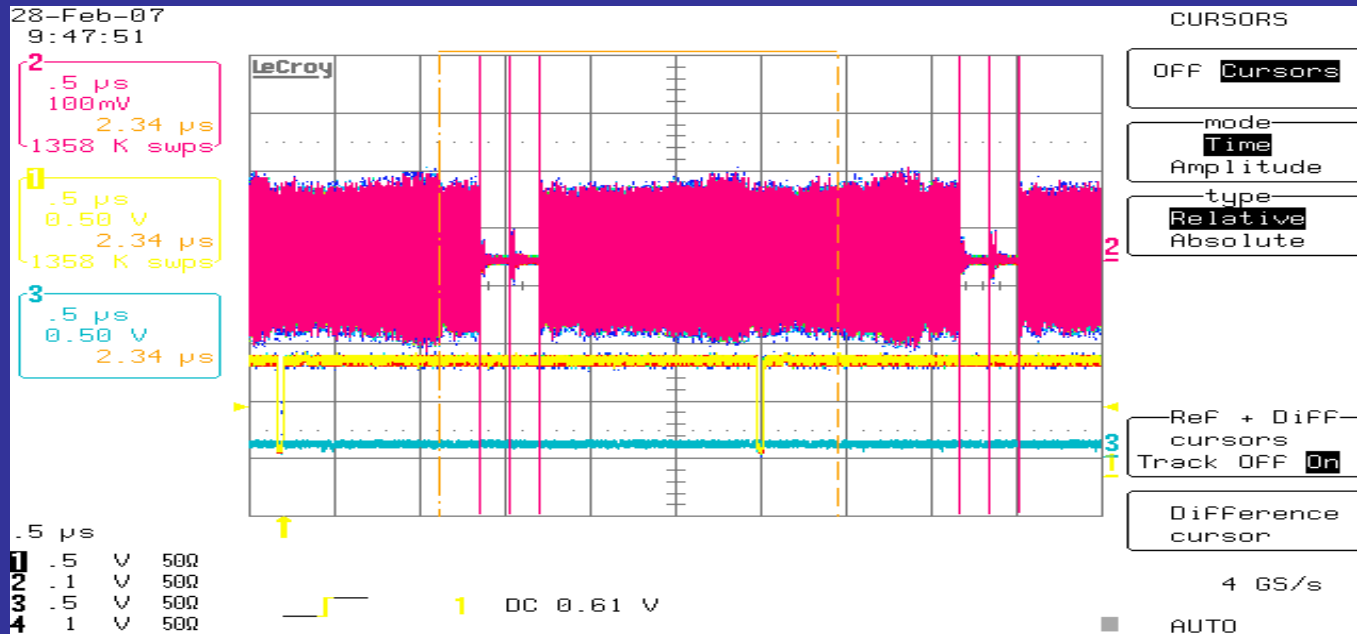 28-Feb-07
9:47:51
2
.5 µs
100mV
2.34 µs
1358 K swps
1
.5 µs
0.50 V
2.34 µs
1358 K swps
3
.5 µs
0.50 V
2.34 µs
LeCroy
2
3
1
.5 µs
1 .5 V 50Ω
2 .1 V 50Ω
3 .5 V 50Ω
4 1 V 50Ω
1 DC 0.61 V
CURSORS
OFF Cursors
mode
Time
Amplitude
type
Relative
Absolute
Ref + Diff
cursors
Track OFF On
Difference
cursor
4 GS/s
AUTO